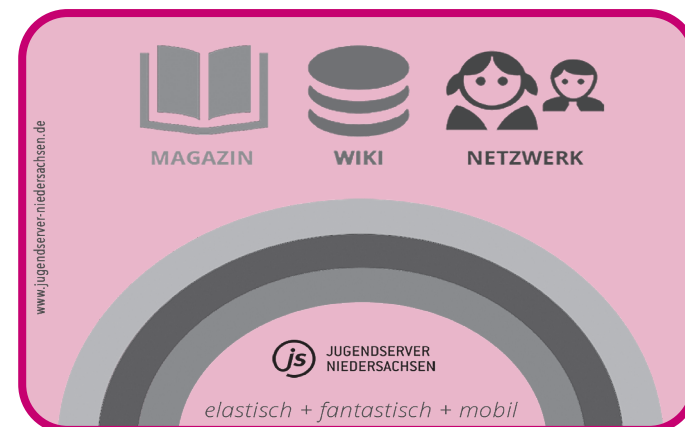 MAGAZIN
WIKI
NETZWERK
www.jugendserver-niedersachsen.de
js
JUGENDSERVER
NIEDERSACHSEN
elastisch + fantastisch + mobil